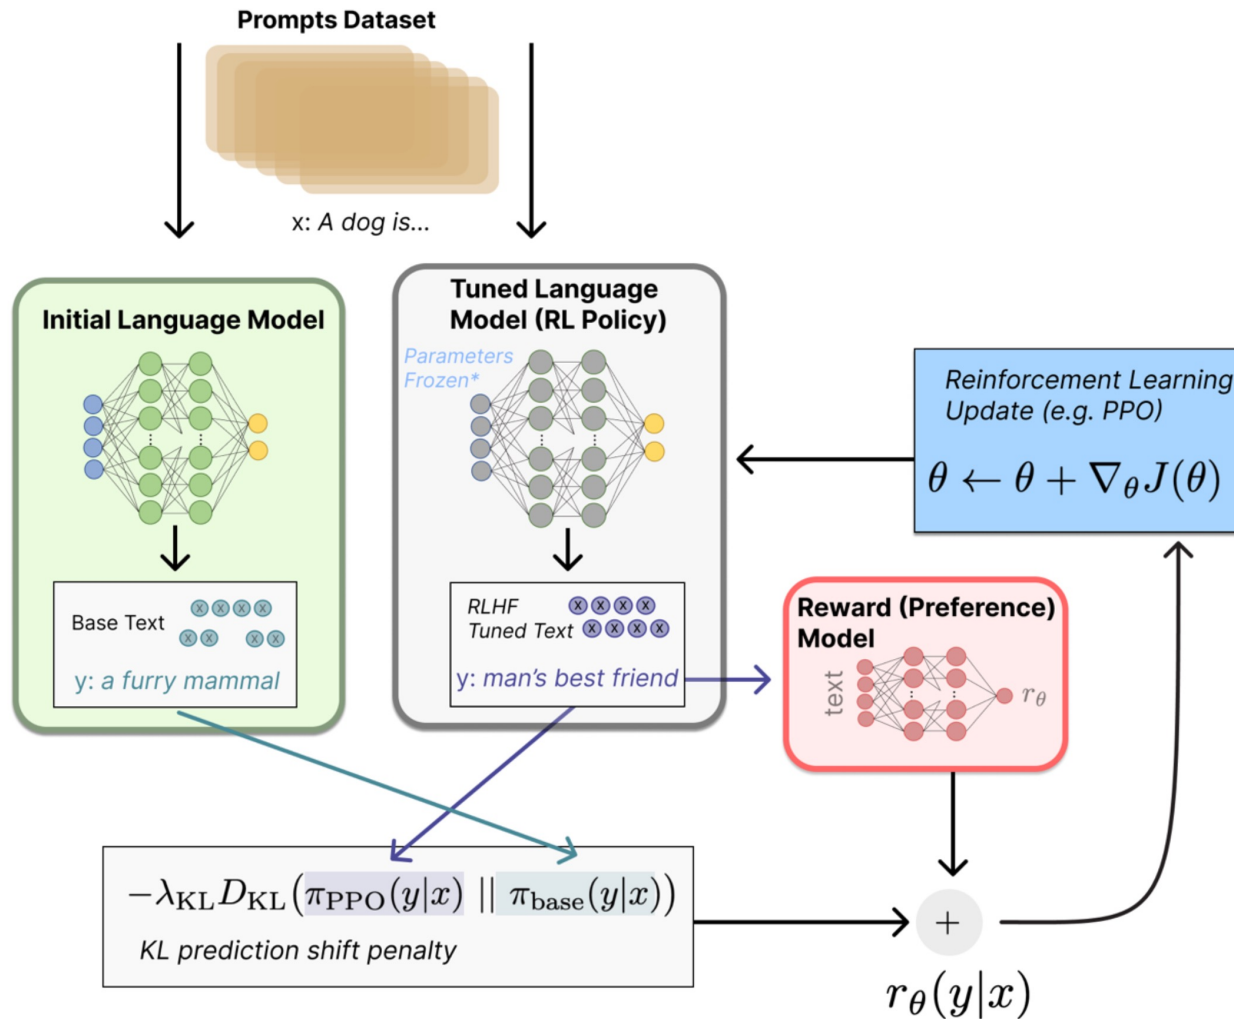 Prompts Dataset
x: A dog is...
Initial Language Model
Base Text
x x x x
x x x x
y: a furry mammal
Tuned Language
Model (RL Policy)
Parameters
Frozen*
RLHF
Tuned Text
x x x x
x x x x
y: man's best friend
Reinforcement Learning
Update (e.g. PPO)
θ ← θ + ∇θJ(θ)
Reward (Preference)
Model
text
rθ
−λKLDKL(πPPO(y|x) || πbase(y|x))
KL prediction shift penalty
+
rθ(y|x)